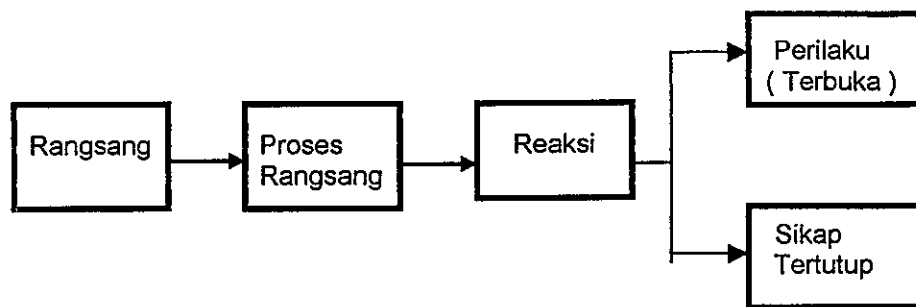 Rangsang
Proses
Rangsang
Reaksi
Perilaku
( Terbuka )
Sikap
Tertutup